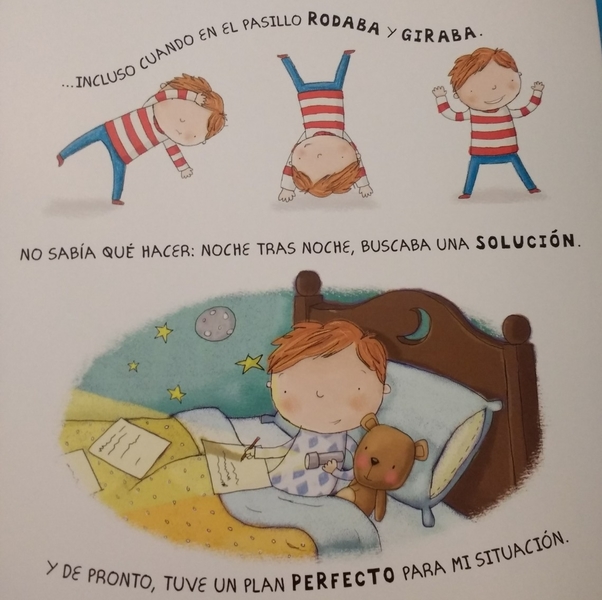 ...INCLUSO CUANDO EN EL PASILLO RODABA Y GIRABA.
NO SABÍA QUÉ HACER: NOCHE TRAS NOCHE, BUSCABA UNA SOLUCIÓN.
Y DE PRONTO, TUVE UN PLAN PERFECTO PARA MI SITUACIÓN.